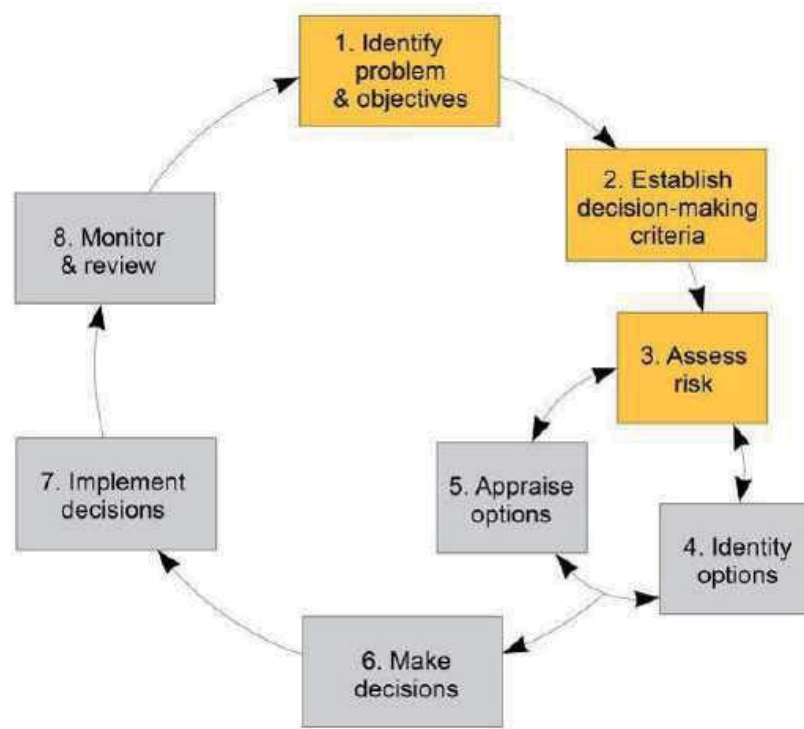 1. Identify
problem
& objectives
2. Establish
decision-making
criteria
3. Assess
risk
4. Identity
options
5. Appraise
options
6. Make
decisions
7. Implement
decisions
8. Monitor
& review